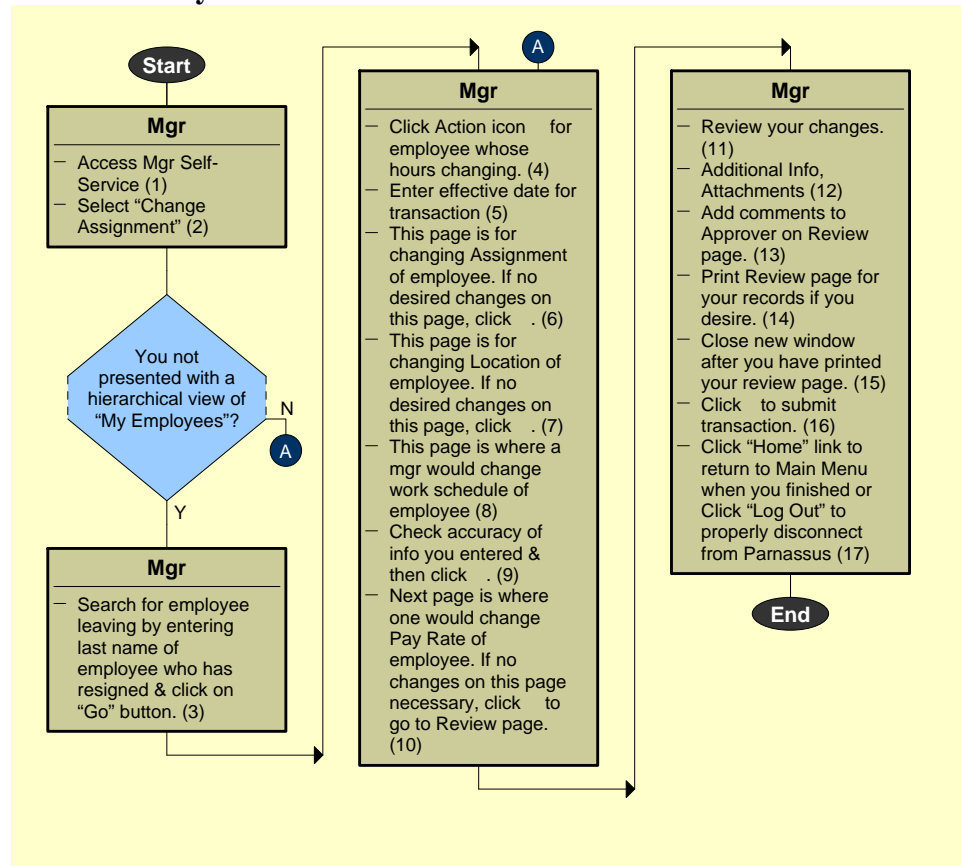 Start
Mgr
— Access Mgr Self-
Service (1)
— Select “Change
Assignment” (2)
You not
presented with a
hierarchical view of
“My Employees”?
N
A
Y
Mgr
— Search for employee
leaving by entering
last name of
employee who has
resigned & click on
“Go” button. (3)
A
Mgr
— Click Action icon for
employee whose
hours changing. (4)
— Enter effective date for
transaction (5)
— This page is for
changing Assignment
of employee. If no
desired changes on
this page, click . (6)
— This page is for
changing Location of
employee. If no
desired changes on
this page, click . (7)
— This page is where a
mgr would change
work schedule of
employee (8)
— Check accuracy of
info you entered &
then click . (9)
— Next page is where
one would change
Pay Rate of
employee. If no
changes on this page
necessary, click to
go to Review page.
(10)
Mgr
— Review your changes.
(11)
— Additional Info,
Attachments (12)
— Add comments to
Approver on Review
page. (13)
— Print Review page for
your records if you
desire. (14)
— Close new window
after you have printed
your review page. (15)
— Click to submit
transaction. (16)
— Click “Home” link to
return to Main Menu
when you finished or
Click “Log Out” to
properly disconnect
from Parnassus (17)
End